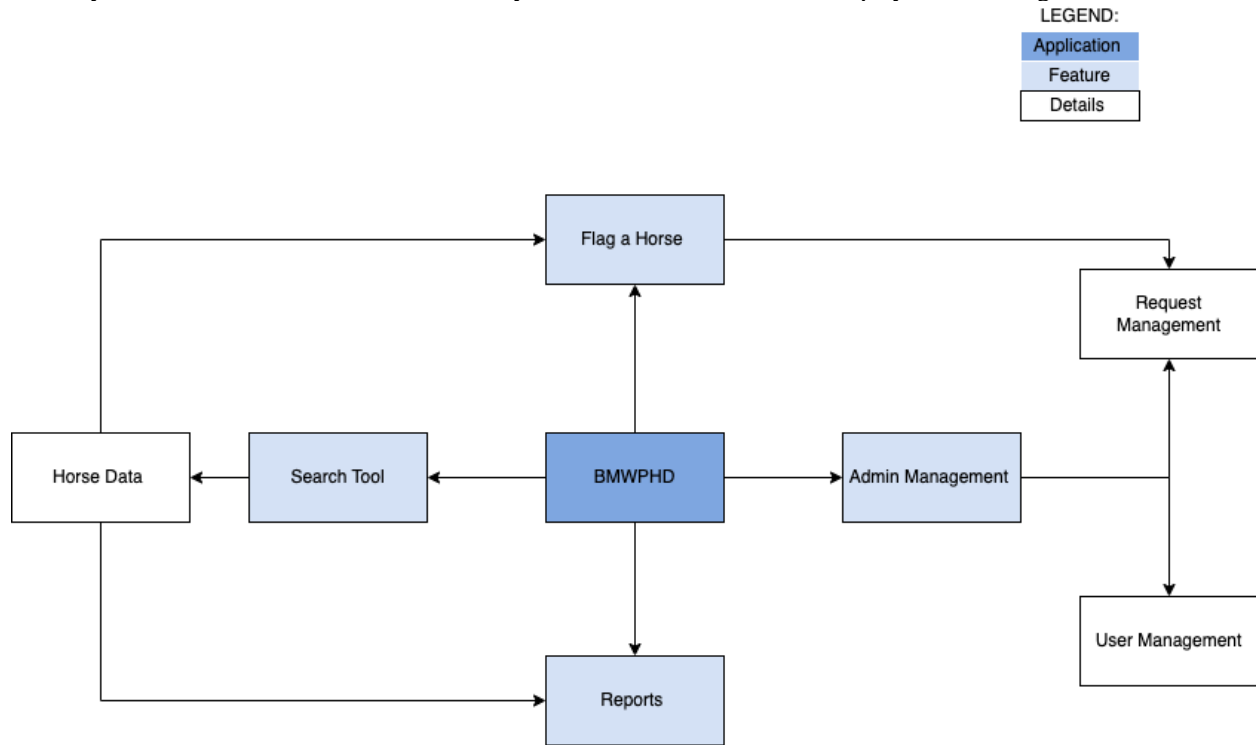 LEGEND:
Application
Feature
Details
Flag a Horse
Request
Management
Horse Data
Search Tool
BMWPHD
Admin Management
User Management
Reports